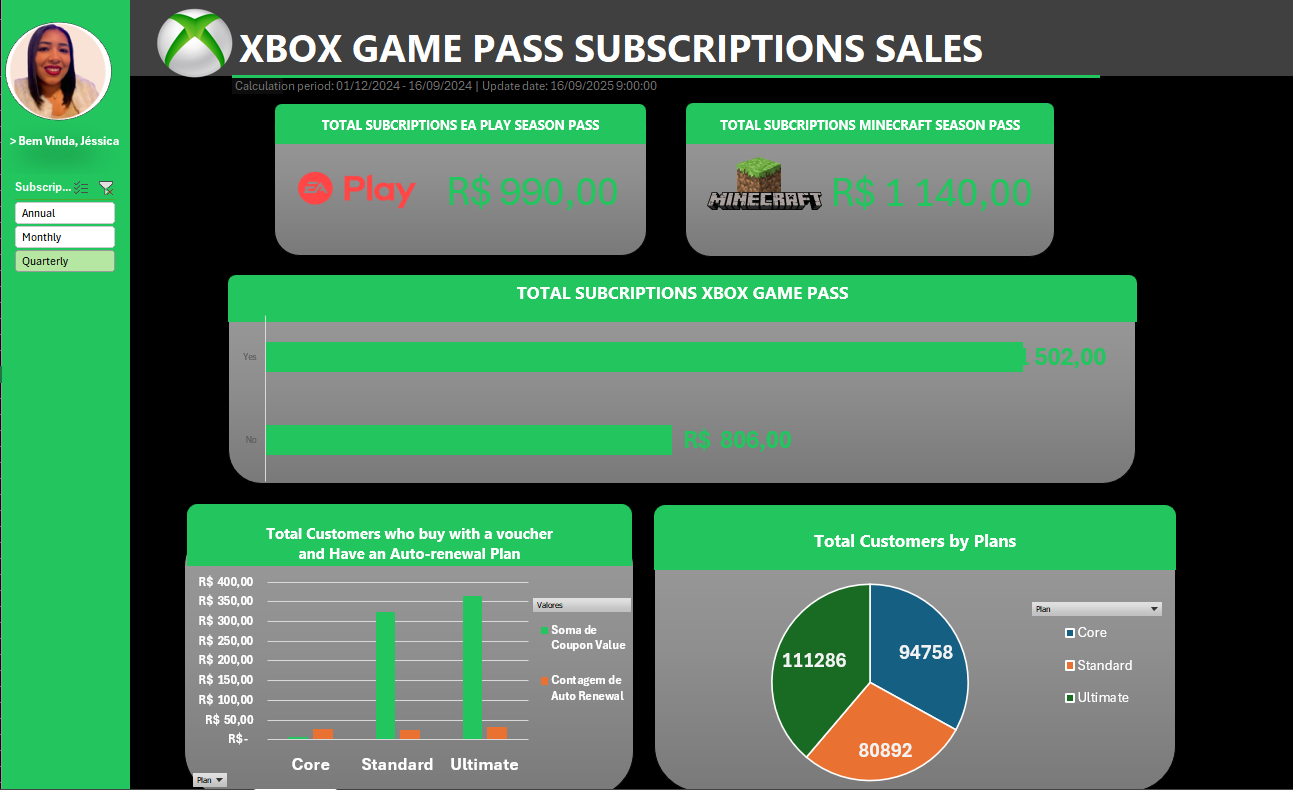 XBOX GAME PASS SUBSCRIPTIONS SALES
Calculation period: 01/12/2024 - 16/09/2024 | Update date: 16/09/2025 9:00:00
> Bem Vinda, Jéssica
Subscrip...
Annual
Monthly
Quarterly
TOTAL SUBCRIPTIONS EA PLAY SEASON PASS
EA Play
R$ 990,00
TOTAL SUBCRIPTIONS MINECRAFT SEASON PASS
MINECRAFT
R$ 1 140,00
TOTAL SUBCRIPTIONS XBOX GAME PASS
Yes
1 502,00
No
R$ 806,00
Total Customers who buy with a voucher
and Have an Auto-renewal Plan
R$ 400,00
R$ 350,00
R$ 300,00
R$ 250,00
R$ 200,00
R$ 150,00
R$ 100,00
R$ 50,00
R$-
Core
Standard
Ultimate
Valores
Soma de
Coupon Value
Contagem de
Auto Renewal
Plan
Total Customers by Plans
111286
94758
80892
Plan
Core
Standard
Ultimate